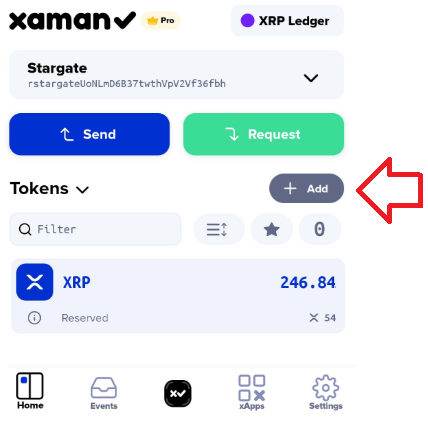 xaman Pro XRP Ledger
Stargate
rstargateUoNLmD6B37twthVpV2Vf36fbh
Send Request
Tokens + Add
Filter 0
XRP 246.84
Reserved 54
Home Events xApps Settings